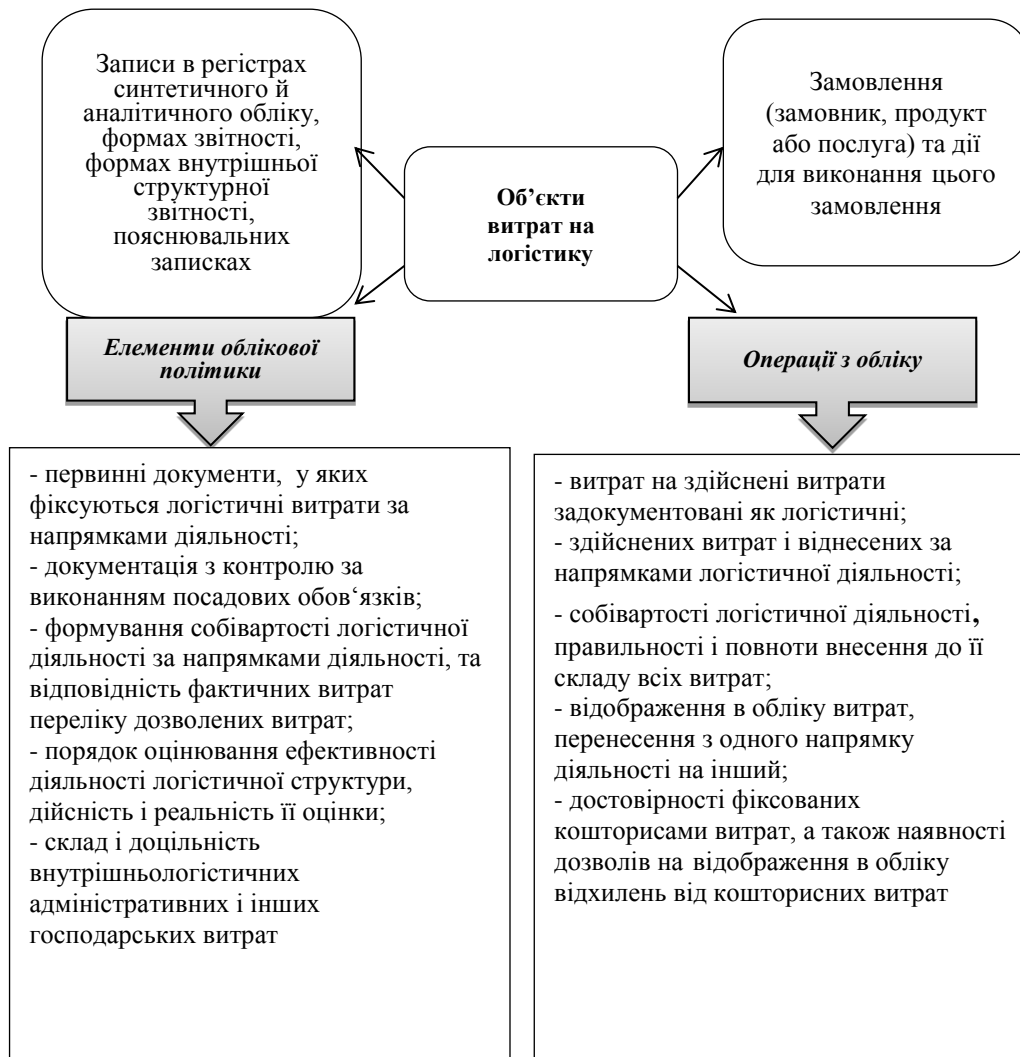 Записи в регістрах
синтетичного й
аналітичного обліку,
формах звітності,
формах внутрішньої
структурної
звітності,
пояснювальних
записках
Об’єкти
витрат на
логістику
Замовлення
(замовник, продукт
або послуга) та дії
для виконання цього
замовлення
Елементи облікової
політики
Операції з обліку
- первинні документи, у яких
фіксуються логістичні витрати за
напрямками діяльності;
- документація з контролю за
виконанням посадових обов‘язків;
- формування собівартості логістичної
діяльності за напрямками діяльності, та
відповідність фактичних витрат
переліку дозволених витрат;
- порядок оцінювання ефективності
діяльності логістичної структури,
дійсність і реальність її оцінки;
- склад і доцільність
внутрішньологістичних
адміністративних і інших
господарських витрат
- витрат на здійснені витрати
задокументовані як логістичні;
- здійснених витрат і віднесених за
напрямками логістичної діяльності;
- собівартості логістичної діяльності,
правильності і повноти внесення до її
складу всіх витрат;
- відображення в обліку витрат,
перенесення з одного напрямку
діяльності на інший;
- достовірності фіксованих
кошторисами витрат, а також наявності
дозволів на відображення в обліку
відхилень від кошторисних витрат